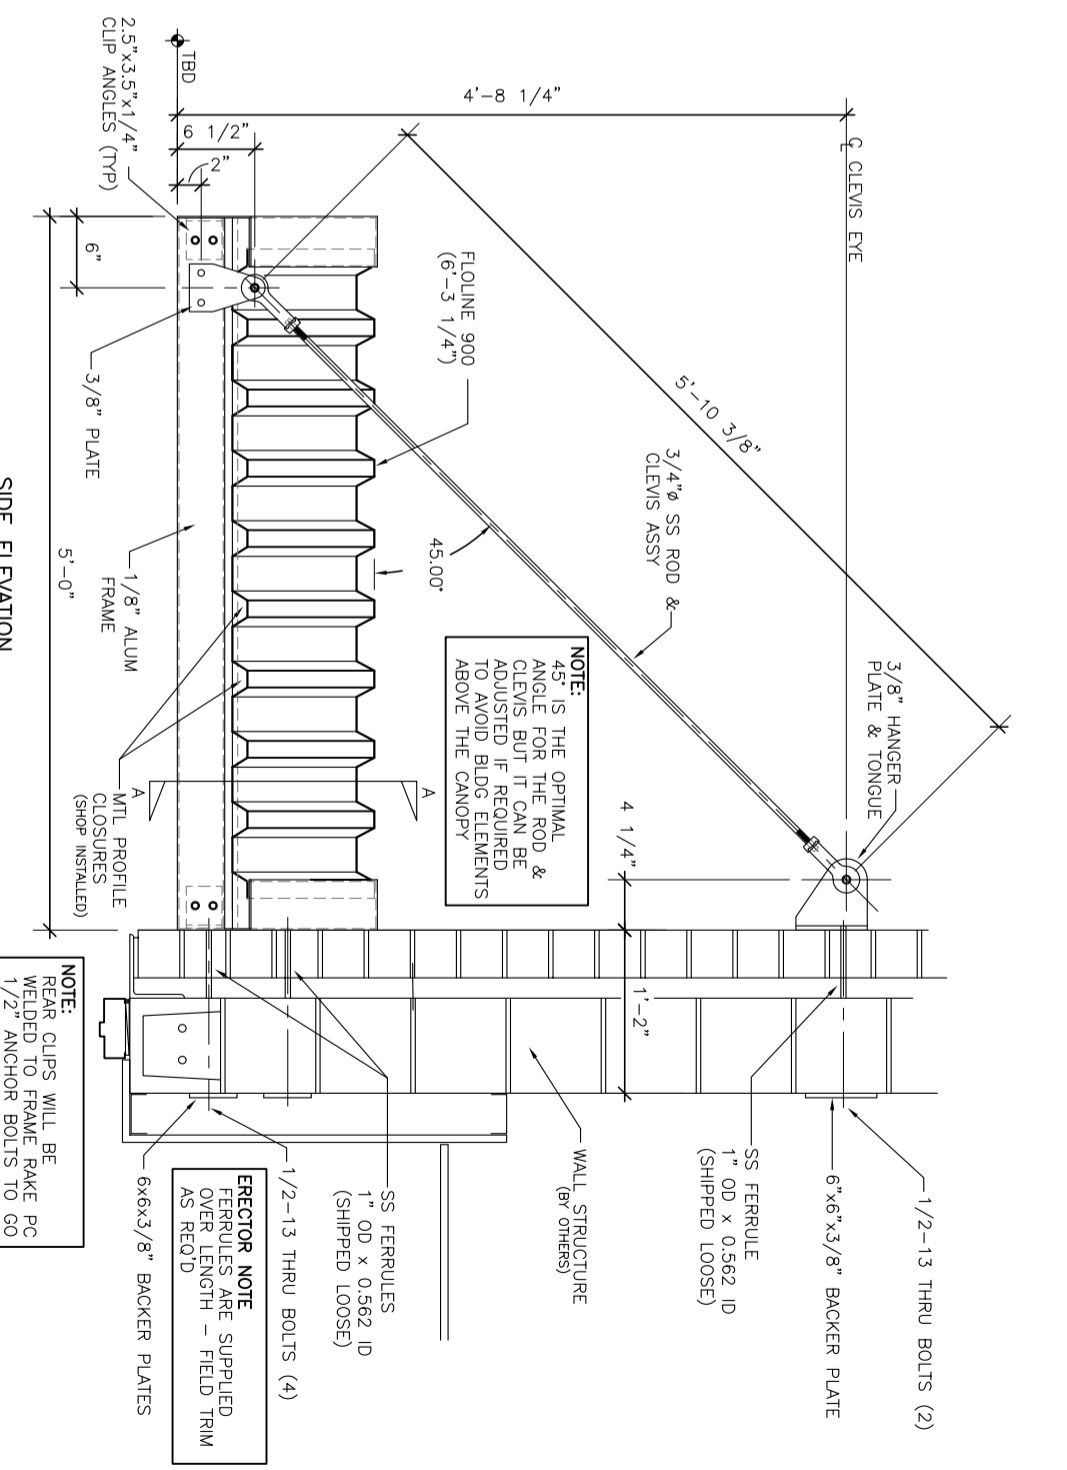 ℄ CLEVIS EYE
4'-8 1/4"
TBD
6 1/2"
2"
2.5"x3.5"x1/4"
CLIP ANGLES (TYP)
6"
5'-0"
5'-10 3/8"
FLOLINE 900
(6'-3 1/4")
3/4"ø SS ROD &
CLEVIS ASSY
45.00°
3/8" HANGER
PLATE & TONGUE
4 1/4"
1'-2"
NOTE:
45° IS THE OPTIMAL
ANGLE FOR THE ROD &
CLEVIS BUT IT CAN BE
ADJUSTED IF REQUIRED
TO AVOID BLDG ELEMENTS
ABOVE THE CANOPY
3/8" PLATE
1/8" ALUM
FRAME
A
A
MTL PROFILE
CLOSURES
(SHOP INSTALLED)
SIDE ELEVATION
1/2-13 THRU BOLTS (2)
6"x6"x3/8" BACKER PLATE
SS FERRULE
1" OD x 0.562 ID
(SHIPPED LOOSE)
WALL STRUCTURE
(BY OTHERS)
SS FERRULES
1" OD x 0.562 ID
(SHIPPED LOOSE)
1/2-13 THRU BOLTS (4)
ERECTOR NOTE
FERRULES ARE SUPPLIED
OVER LENGTH - FIELD TRIM
AS REQ'D
6x6x3/8" BACKER PLATES
NOTE:
REAR CLIPS WILL BE
WELDED TO FRAME RAKE PC
1/2" ANCHOR BOLTS TO GO